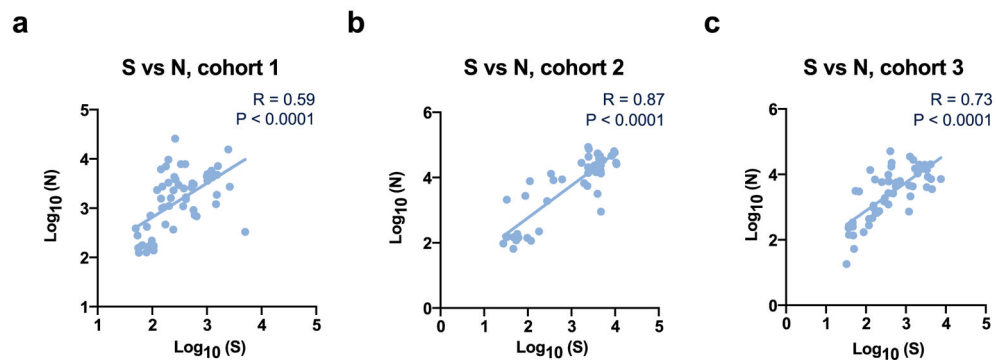 a
S vs N, cohort 1
R = 0.59
P < 0.0001
5
4
3
2
1
Log10 (N)
1 2 3 4 5
Log10 (S)
b
S vs N, cohort 2
R = 0.87
P < 0.0001
6
4
2
0
Log10 (N)
0 1 2 3 4 5
Log10 (S)
c
S vs N, cohort 3
R = 0.73
P < 0.0001
6
4
2
0
Log10 (N)
0 1 2 3 4 5
Log10 (S)